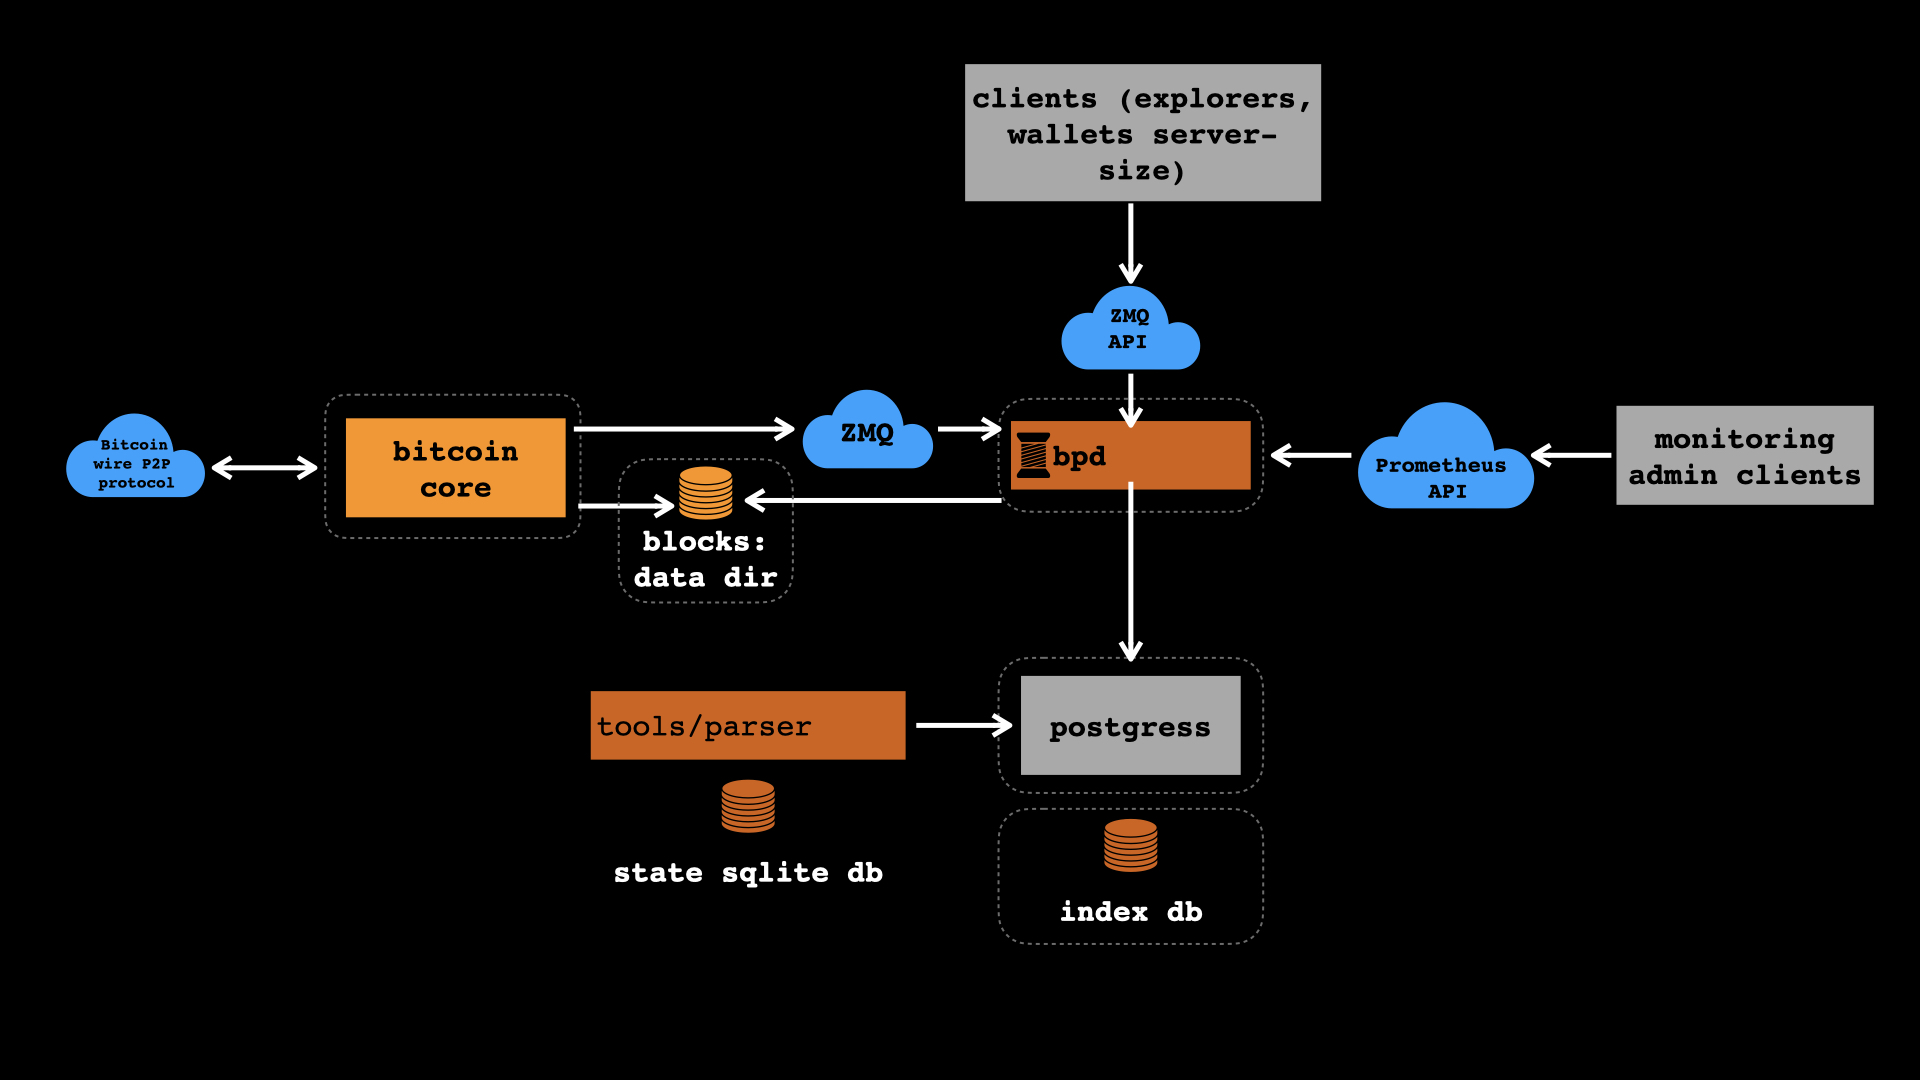 clients (explorers,
wallets server-
size)
ZMQ
API
Bitcoin
wire P2P
protocol
bitcoin
core
ZMQ
bpd
Prometheus
API
monitoring
admin clients
blocks:
data dir
tools/parser
postgress
state sqlite db
index db